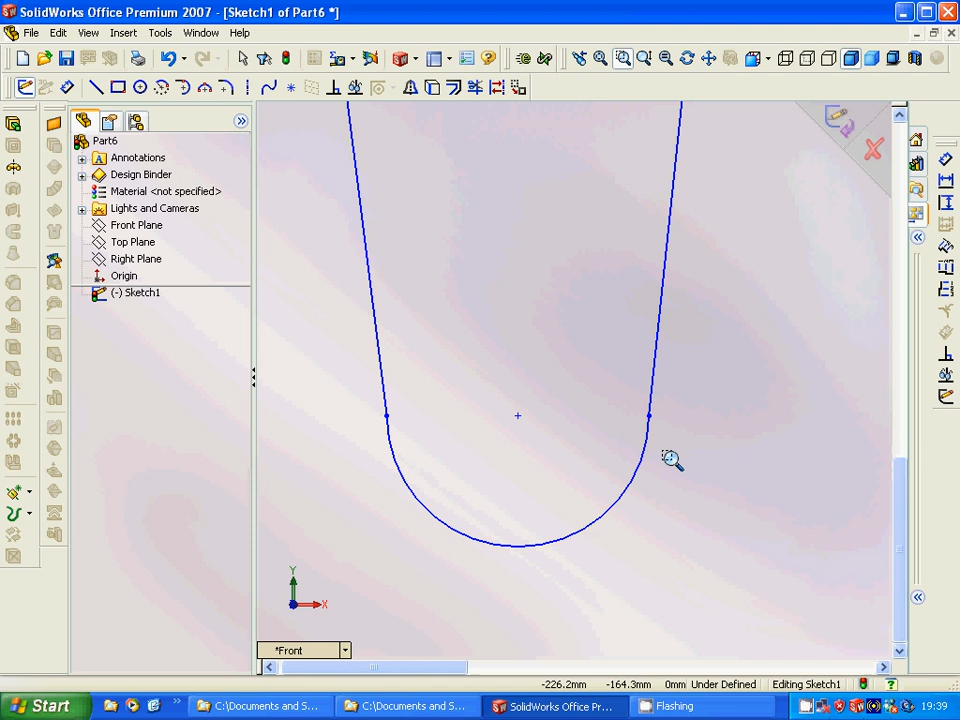 SolidWorks Office Premium 2007 - [Sketch1 of Part6 *]
File Edit View Insert Tools Window Help
Part6
Annotations
Design Binder
Material <not specified>
Lights and Cameras
Front Plane
Top Plane
Right Plane
Origin
(-) Sketch1
Y
X
*Front
-226.2mm -164.3mm 0mm Under Defined Editing Sketch1
Start C:\Documents and S... C:\Documents and S... SolidWorks Office Pr... Flashing 19:39